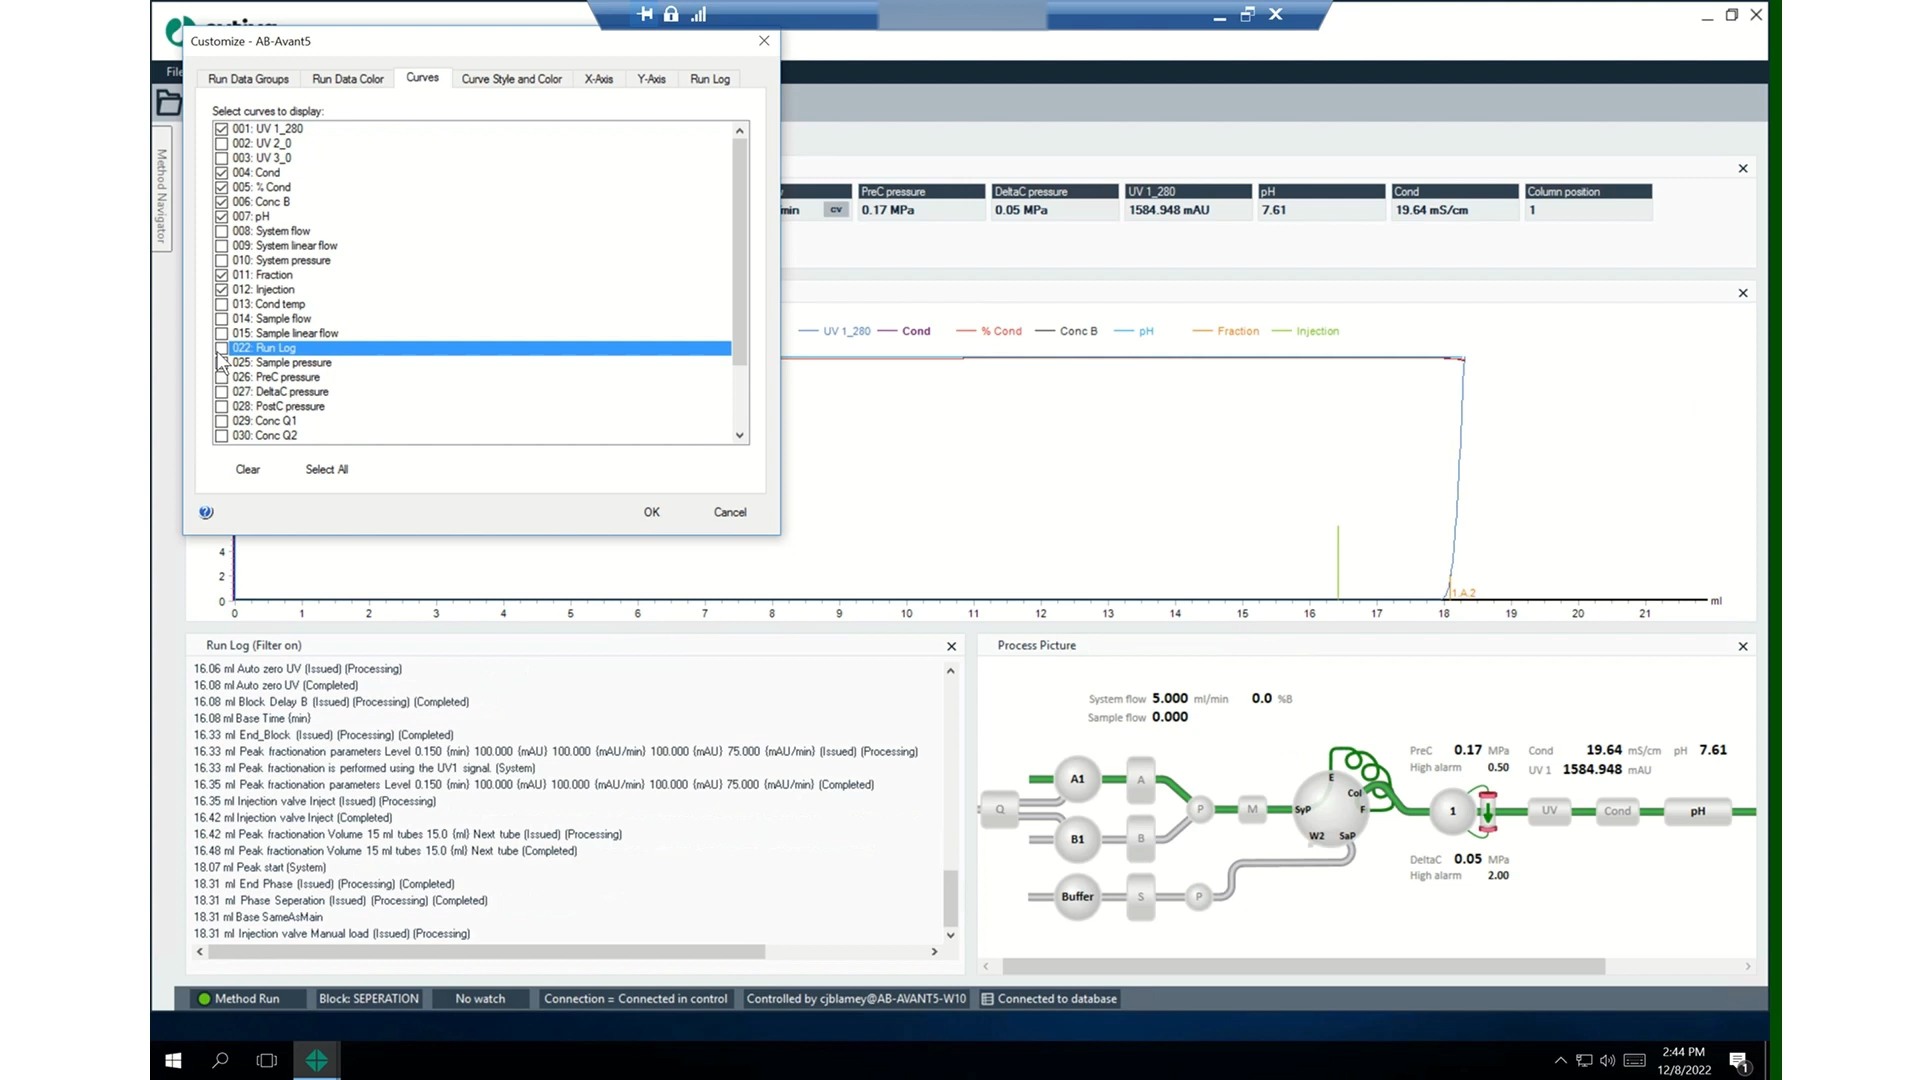 Customize - AB-Avant5
File
Run Data Groups
Run Data Color
Curves
Curve Style and Color
X-Axis
Y-Axis
Run Log
Select curves to display:
001: UV 1_280
002: UV 2_0
003: UV 3_0
004: Cond
005: % Cond
006: Conc B
007: pH
008: System flow
009: System linear flow
010: System pressure
011: Fraction
012: Injection
013: Cond temp
014: Sample flow
015: Sample linear flow
022: Run Log
025: Sample pressure
026: PreC pressure
027: DeltaC pressure
028: PostC pressure
029: Conc Q1
030: Conc Q2
Clear
Select All
OK
Cancel
Method Navigator
PreC pressure
DeltaC pressure
UV 1_280
pH
Cond
Column position
min
CV
0.17 MPa
0.05 MPa
1584.948 mAU
7.61
19.64 mS/cm
1
UV 1_280
Cond
% Cond
Conc B
pH
Fraction
Injection
4
2
0
1.A.2
ml
0 1 2 3 4 5 6 7 8 9 10 11 12 13 14 15 16 17 18 19 20 21
Run Log (Filter on)
16.06 ml Auto zero UV (Issued) (Processing)
16.08 ml Auto zero UV (Completed)
16.08 ml Block Delay B (Issued) (Processing) (Completed)
16.08 ml Base Time {min}
16.33 ml End_Block (Issued) (Processing) (Completed)
16.33 ml Peak fractionation parameters Level 0.150 {min} 100.000 {mAU} 100.000 {mAU/min} 100.000 {mAU} 75.000 {mAU/min} (Issued) (Processing)
16.33 ml Peak fractionation is performed using the UV1 signal. (System)
16.35 ml Peak fractionation parameters Level 0.150 {min} 100.000 {mAU} 100.000 {mAU/min} 100.000 {mAU} 75.000 {mAU/min} (Completed)
16.35 ml Injection valve Inject (Issued) (Processing)
16.42 ml Injection valve Inject (Completed)
16.42 ml Peak fractionation Volume 15 ml tubes 15.0 {ml} Next tube (Issued) (Processing)
16.48 ml Peak fractionation Volume 15 ml tubes 15.0 {ml} Next tube (Completed)
18.07 ml Peak start (System)
18.31 ml End Phase (Issued) (Processing) (Completed)
18.31 ml Phase Seperation (Issued) (Processing) (Completed)
18.31 ml Base SameAsMain
18.31 ml Injection valve Manual load (Issued) (Processing)
Process Picture
System flow 5.000 ml/min 0.0 %B
Sample flow 0.000
PreC 0.17 MPa
High alarm 0.50
Cond 19.64 mS/cm pH 7.61
UV 1 1584.948 mAU
Q
A1
A
B1
B
P
M
E
Col
F
SyP
W2
SaP
1
UV
Cond
pH
Buffer
S
P
DeltaC 0.05 MPa
High alarm 2.00
Method Run
Block: SEPERATION
No watch
Connection = Connected in control
Controlled by cjblamey@AB-AVANT5-W10
Connected to database
2:44 PM
12/8/2022
1